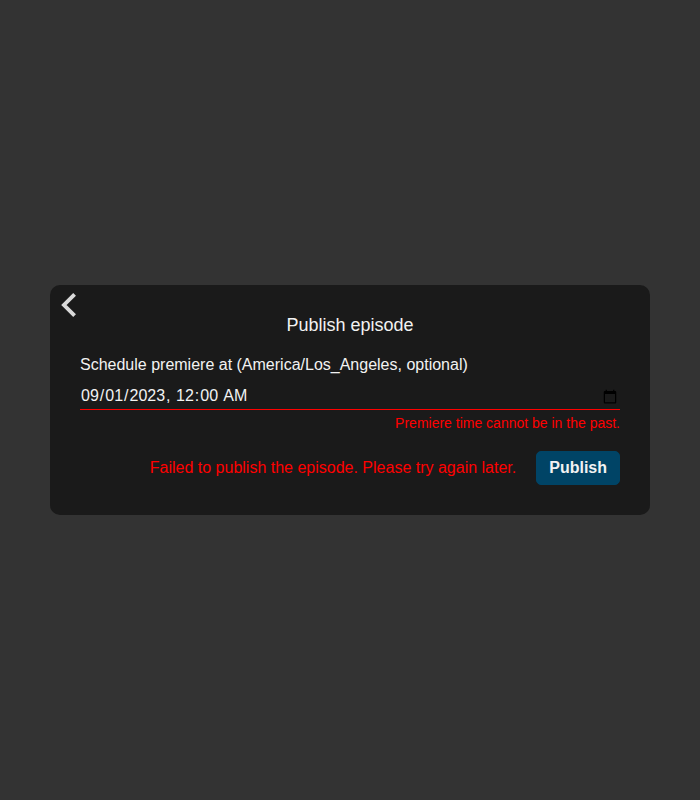 Publish episode
Schedule premiere at (America/Los_Angeles, optional)
09/01/2023, 12:00 AM
Premiere time cannot be in the past.
Failed to publish the episode. Please try again later.
Publish